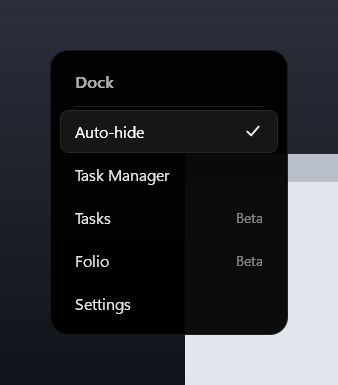 Dock
Auto-hide
Task Manager
Tasks Beta
Folio Beta
Settings